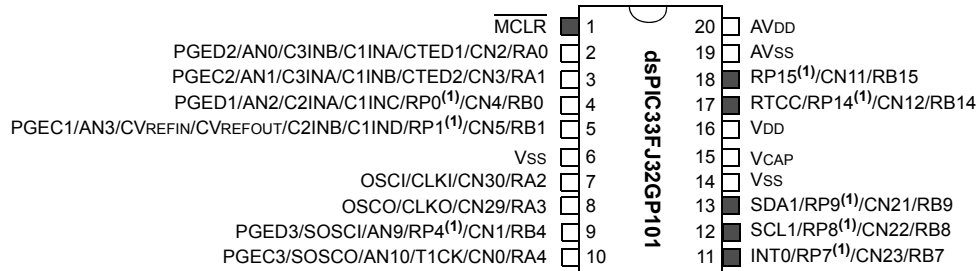 MCLR 1 20 AVDD
PGED2/AN0/C3INB/C1INA/CTED1/CN2/RA0 2 19 AVSS
PGEC2/AN1/C3INA/C1INB/CTED2/CN3/RA1 3 18 RP15(1)/CN11/RB15
PGED1/AN2/C2INA/C1INC/RP0(1)/CN4/RB0 4 17 RTCC/RP14(1)/CN12/RB14
PGEC1/AN3/CVREFIN/CVREFOUT/C2INB/C1IND/RP1(1)/CN5/RB1 5 16 VDD
VSS 6 15 VCAP
OSCI/CLKI/CN30/RA2 7 14 VSS
OSCO/CLKO/CN29/RA3 8 13 SDA1/RP9(1)/CN21/RB9
PGED3/SOSCI/AN9/RP4(1)/CN1/RB4 9 12 SCL1/RP8(1)/CN22/RB8
PGEC3/SOSCO/AN10/T1CK/CN0/RA4 10 11 INT0/RP7(1)/CN23/RB7
dsPIC33FJ32GP101